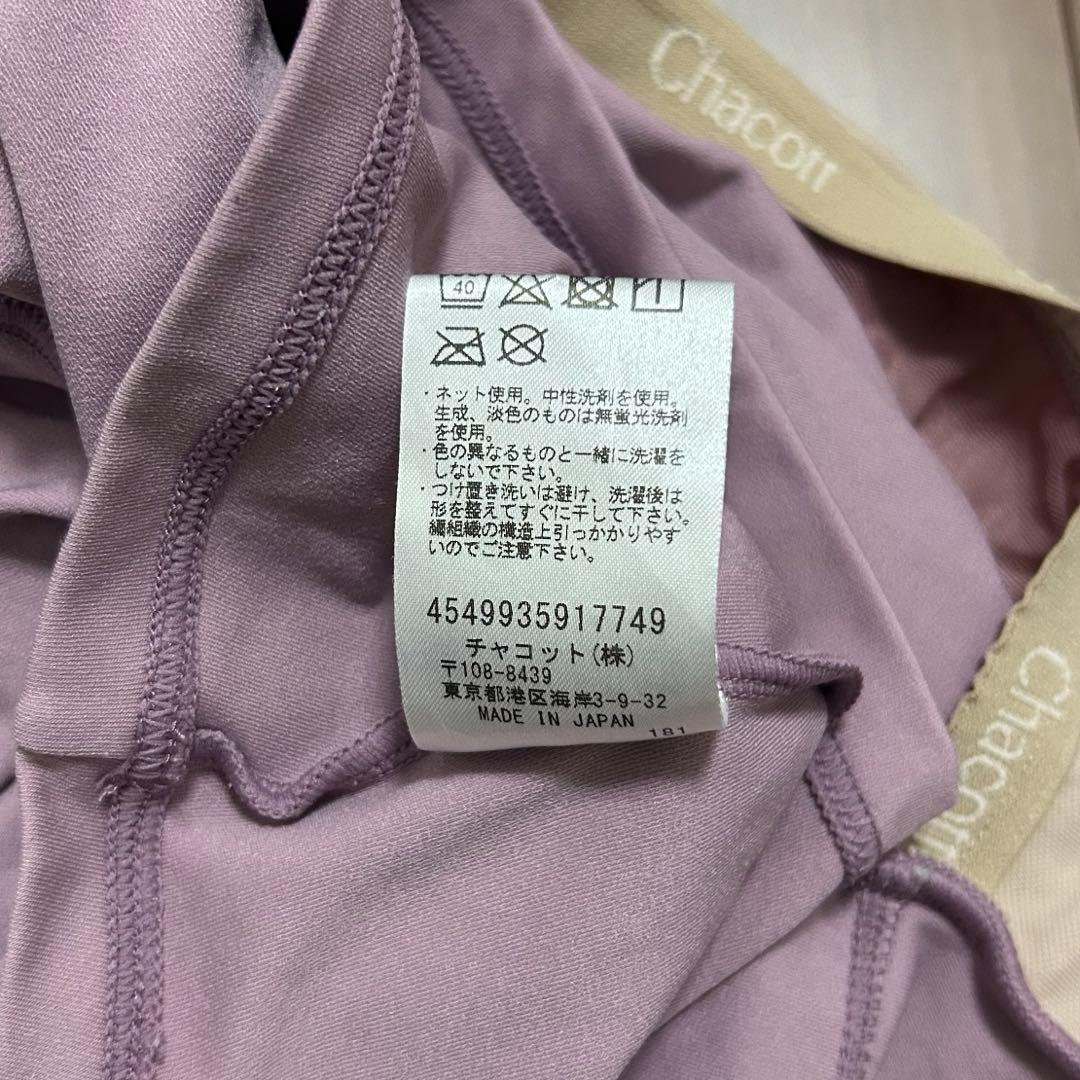 Chacott
40
・ネット使用。中性洗剤を使用。
生成、淡色のものは無蛍光洗剤
を使用。
・色の異なるものと一緒に洗濯を
しないで下さい。
・つけ置き洗いは避け、洗濯後は
形を整えてすぐに干して下さい。
編組織の構造上引っかかりやす
いのでご注意下さい。
4549935917749
チャコット(株)
〒108-8439
東京都港区海岸3-9-32
MADE IN JAPAN
181
Chacott